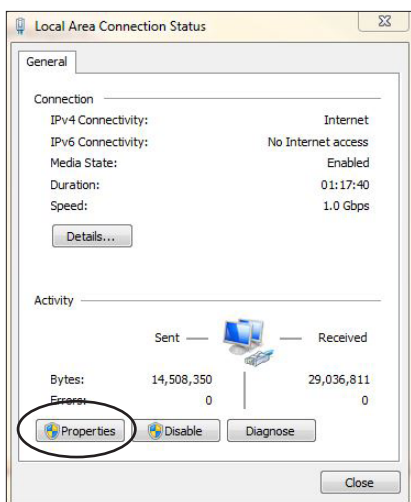 Local Area Connection Status
General
Connection
IPv4 Connectivity: Internet
IPv6 Connectivity: No Internet access
Media State: Enabled
Duration: 01:17:40
Speed: 1.0 Gbps
Details...
Activity
Sent Received
Bytes: 14,508,350 29,036,811
Errors: 0 0
Properties Disable Diagnose
Close